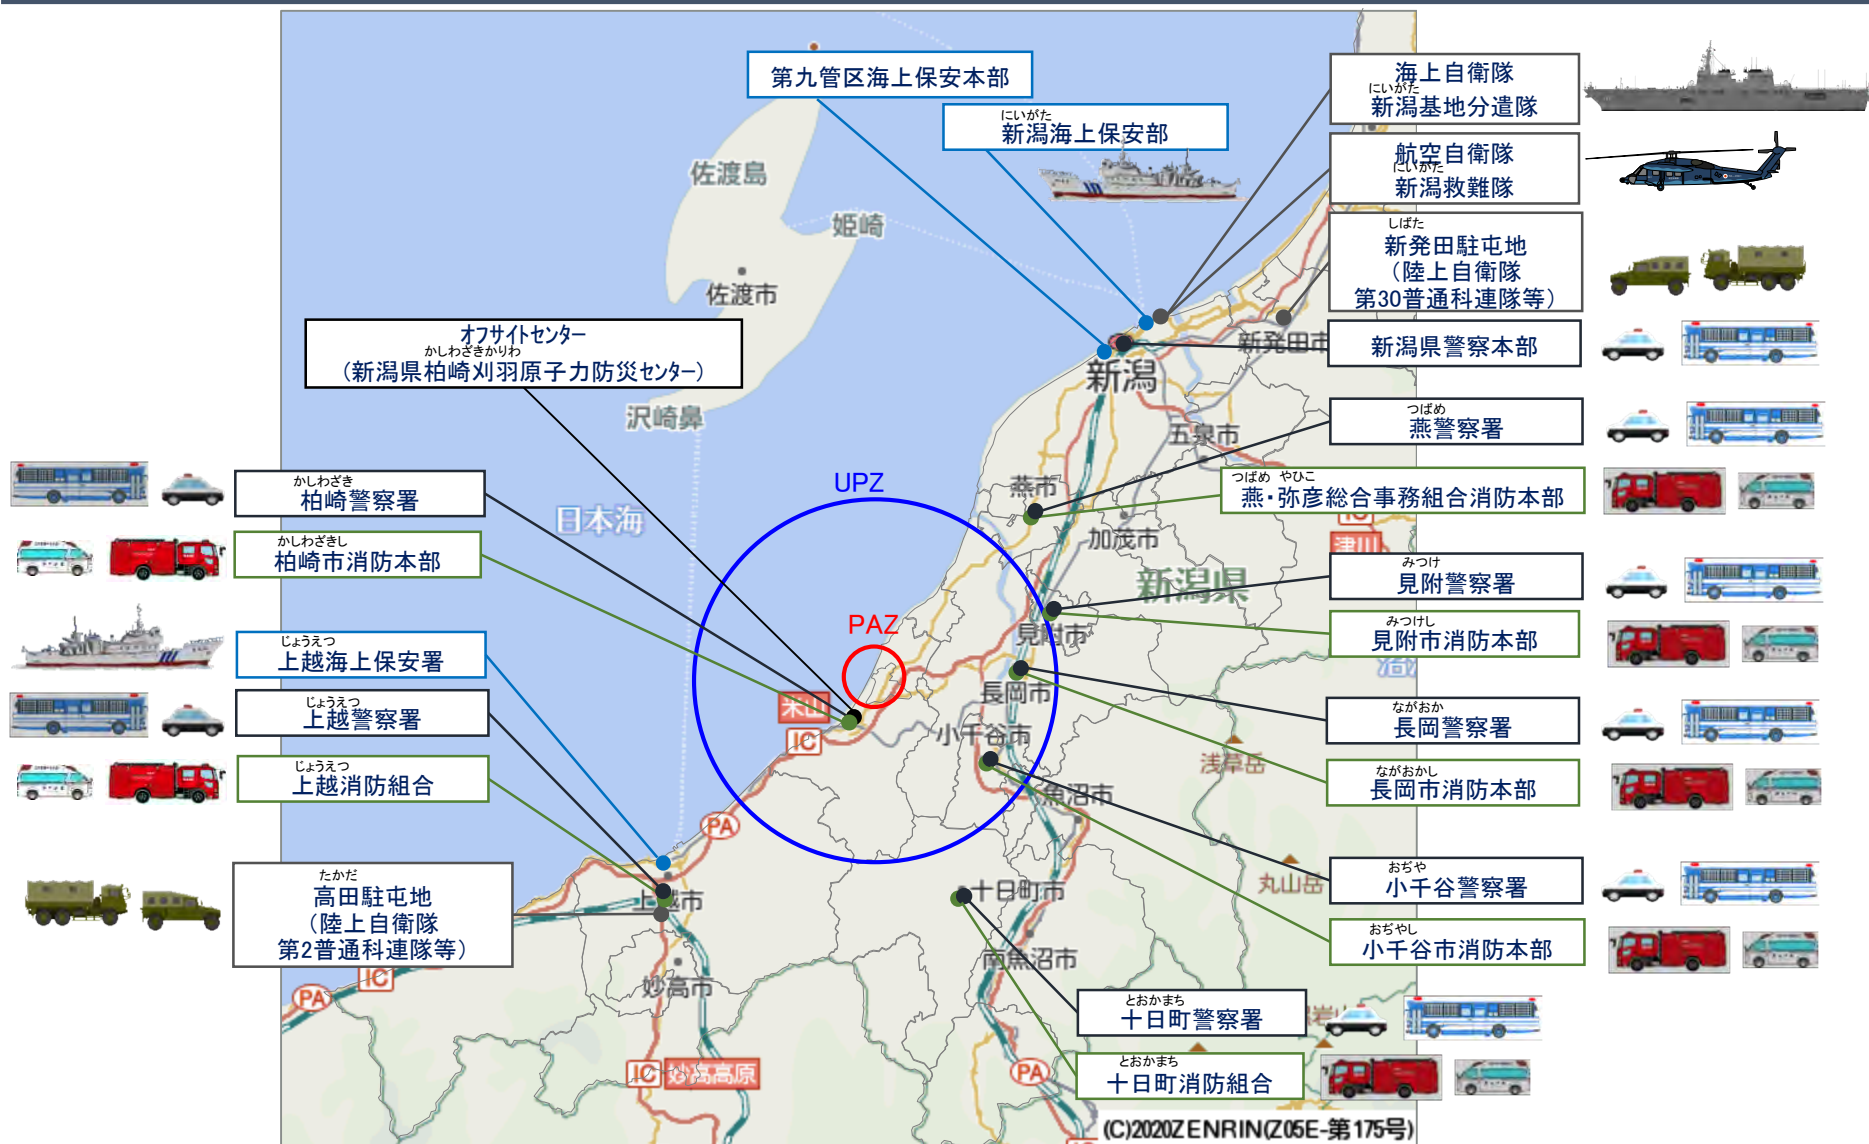 第九管区海上保安本部
にいがた
新潟海上保安部
海上自衛隊
にいがた
新潟基地分遣隊
航空自衛隊
にいがた
新潟救難隊
しばた
新発田駐屯地
（陸上自衛隊
第30普通科連隊等）
新潟県警察本部
つばめ
燕警察署
つばめ やひこ
燕・弥彦総合事務組合消防本部
みつけ
見附警察署
みつけし
見附市消防本部
ながおか
長岡警察署
ながおかし
長岡市消防本部
おぢや
小千谷警察署
おぢやし
小千谷市消防本部
とおかまち
十日町警察署
とおかまち
十日町消防組合
オフサイトセンター
かしわざきかりわ
（新潟県柏崎刈羽原子力防災センター）
かしわざき
柏崎警察署
かしわざきし
柏崎市消防本部
じょうえつ
上越海上保安署
じょうえつ
上越警察署
じょうえつ
上越消防組合
たかだ
高田駐屯地
（陸上自衛隊
第2普通科連隊等）
佐渡島
姫崎
佐渡市
沢崎鼻
日本海
UPZ
PAZ
新発田市
新潟
五泉市
燕市
加茂市
津川
新潟県
見附市
長岡市
米山
IC
小千谷市
浅草岳
魚沼市
PA
丸山岳
十日町市
上越市
南魚沼市
妙高市
IC
PA
IC
妙高高原
PA
(C)2020ZENRIN(Z05E-第175号)